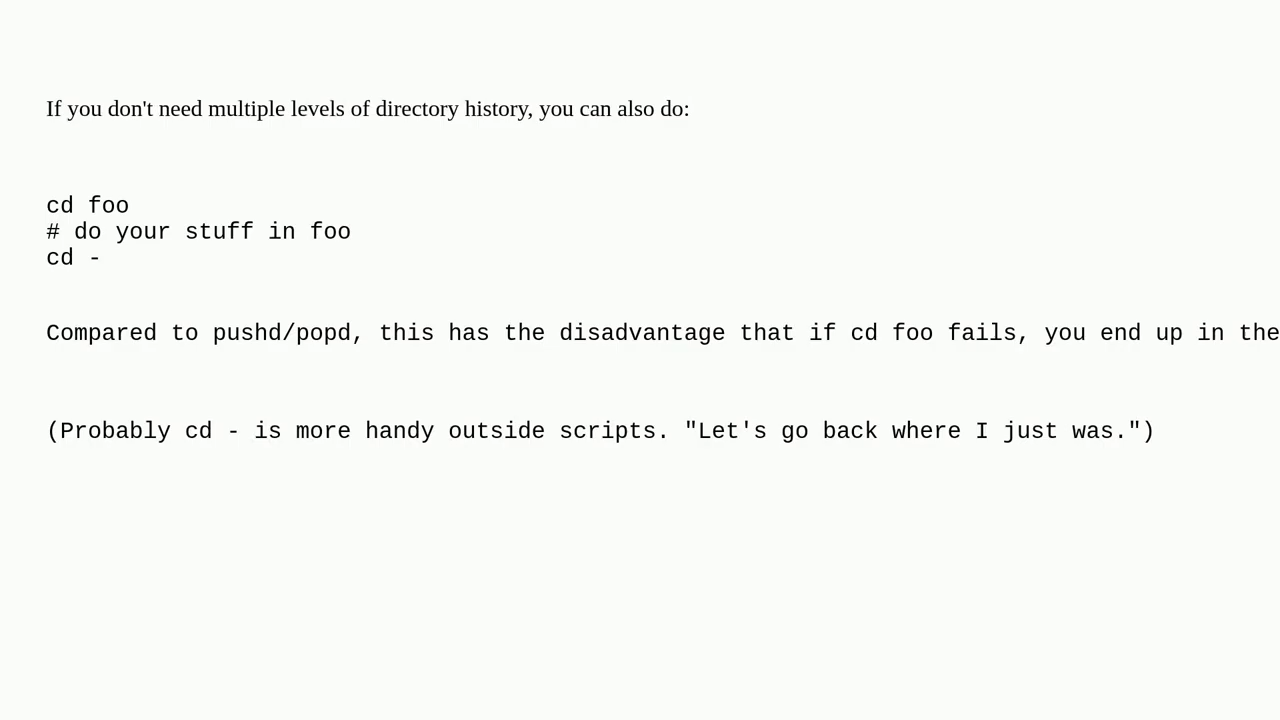 If you don't need multiple levels of directory history, you can also do:
cd foo
# do your stuff in foo
cd -
Compared to pushd/popd, this has the disadvantage that if cd foo fails, you end up in the
(Probably cd - is more handy outside scripts. "Let's go back where I just was.")